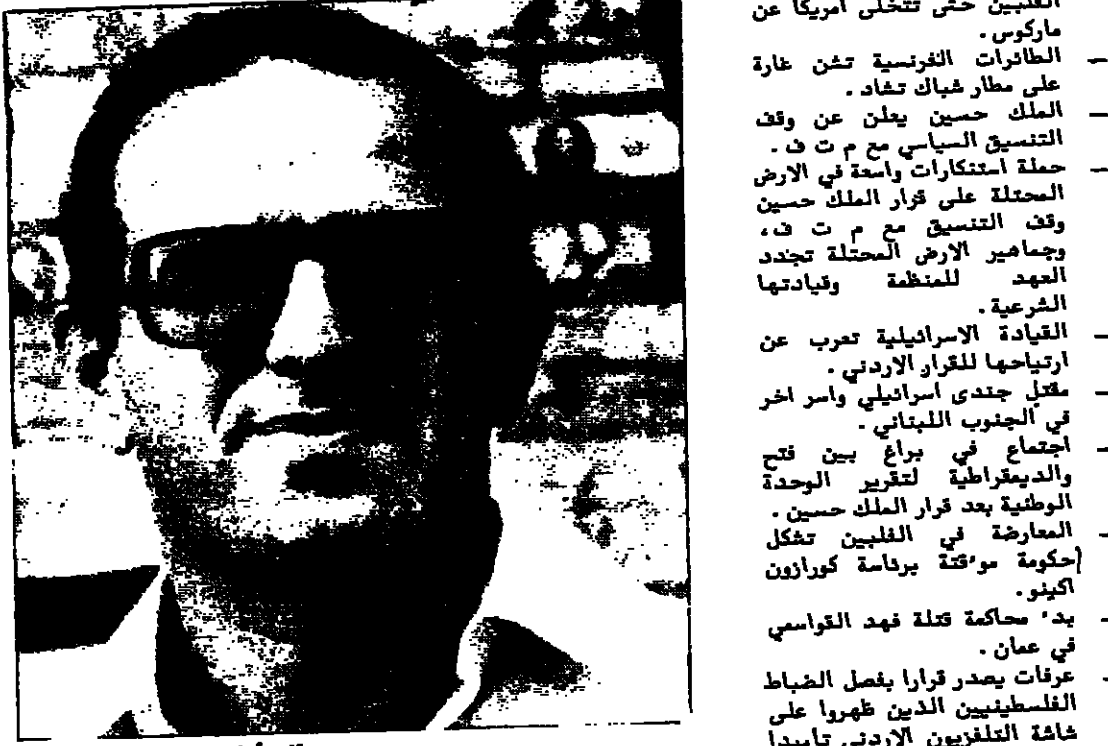 الفلبين حتى تتخلى امريكا عن
ماركوس .
— الطائرات الفرنسية تشن غارة
على مطار شباك تشاد .
— الملك حسين يعلن عن وقف
التنسيق السياسي مع م ت ف .
— حملة استنكارات واسعة في الارض
المحتلة على قرار الملك حسين
وقف التنسيق مع م ت ف،
وجماهير الارض المحتلة تجدد
العهد للمنظمة وقيادتها
الشرعية .
— القيادة الاسرائيلية تعرب عن
ارتياحها للقرار الاردني .
— مقتل جندى اسرائيلي واسر اخر
في الجنوب اللبناني .
— اجتماع في براغ بين فتح
والديمقراطية لتقرير الوحدة
الوطنية بعد قرار الملك حسين .
— المعارضة في الفلبين تشكل
حكومة مو'قتة برئاسة كورازون
اكينو .
— بدء محاكمة قتلة فهد القواسمي
في عمان .
— عرفات يصدر قرارا بفصل الضباط
الفلسطينيين الذين ظهروا على
شاشة التلفزيون الاردني تأييدا